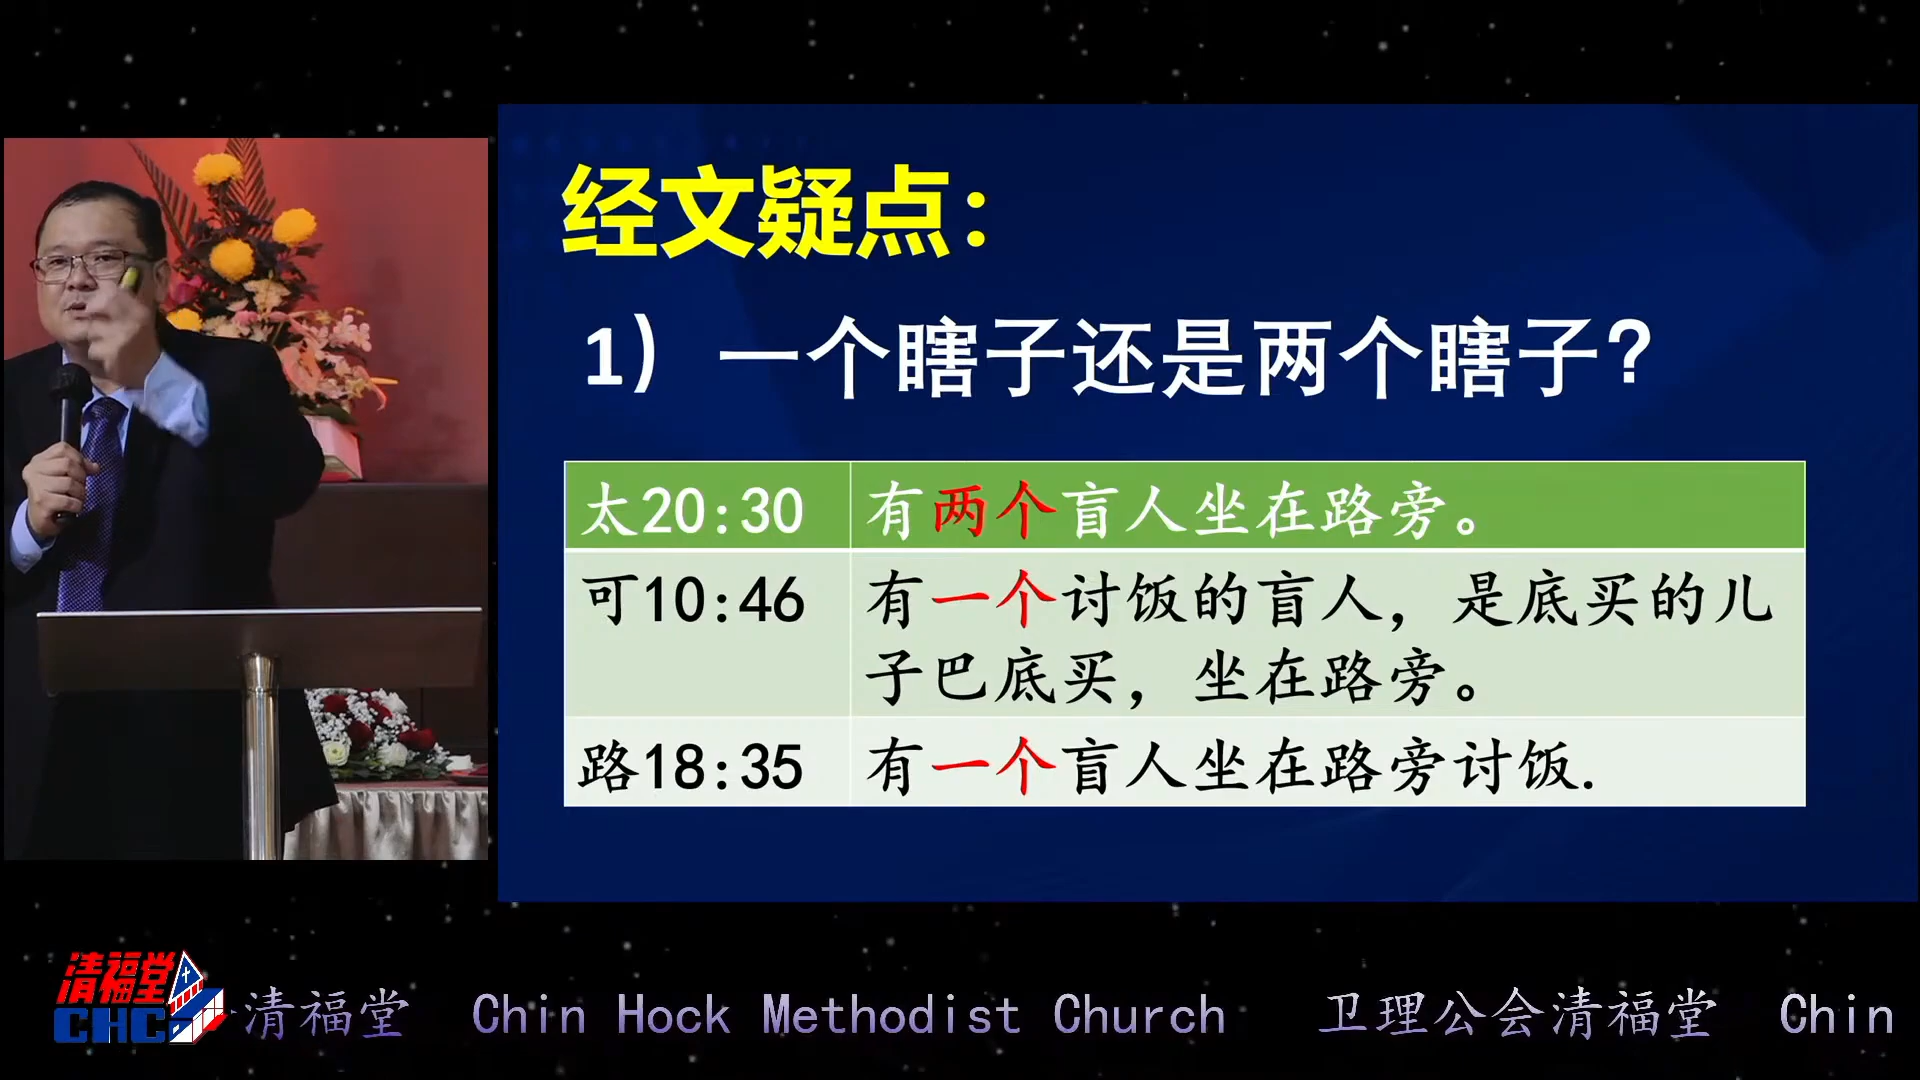 经文疑点：
1） 一个瞎子还是两个瞎子？
太20:30 有两个盲人坐在路旁。
可10:46 有一个讨饭的盲人，是底买的儿
子巴底买，坐在路旁。
路18:35 有一个盲人坐在路旁讨饭.
清福堂
CHC
清福堂 Chin Hock Methodist Church 卫理公会清福堂 Chin